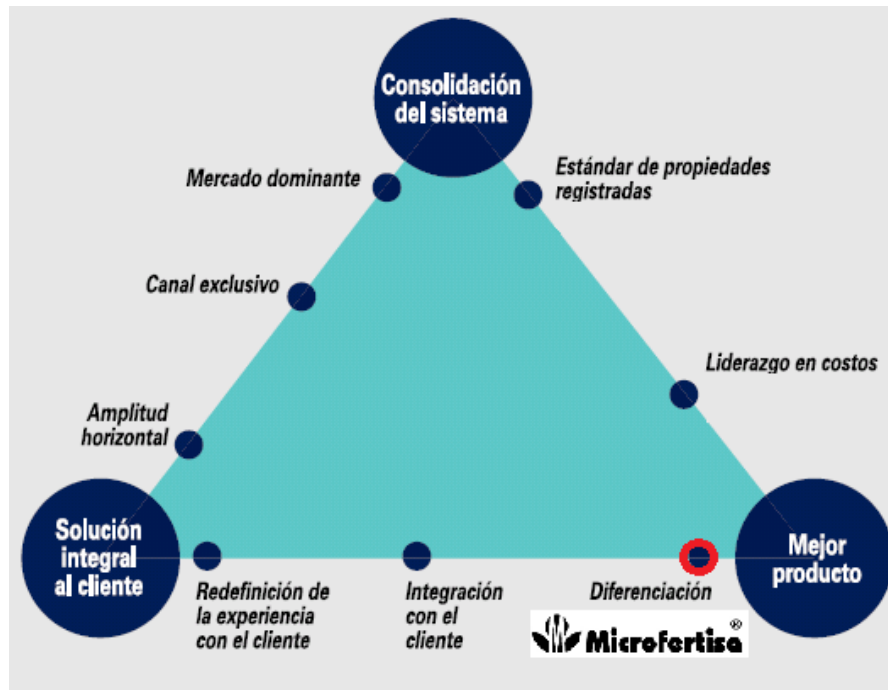 Consolidación
del sistema
Mercado dominante
Estándar de propiedades
registradas
Canal exclusivo
Liderazgo en costos
Amplitud
horizontal
Solución
integral
al cliente
Mejor
producto
Redefinición de
la experiencia
con el cliente
Integración
con el
cliente
Diferenciación
Microfertisa®